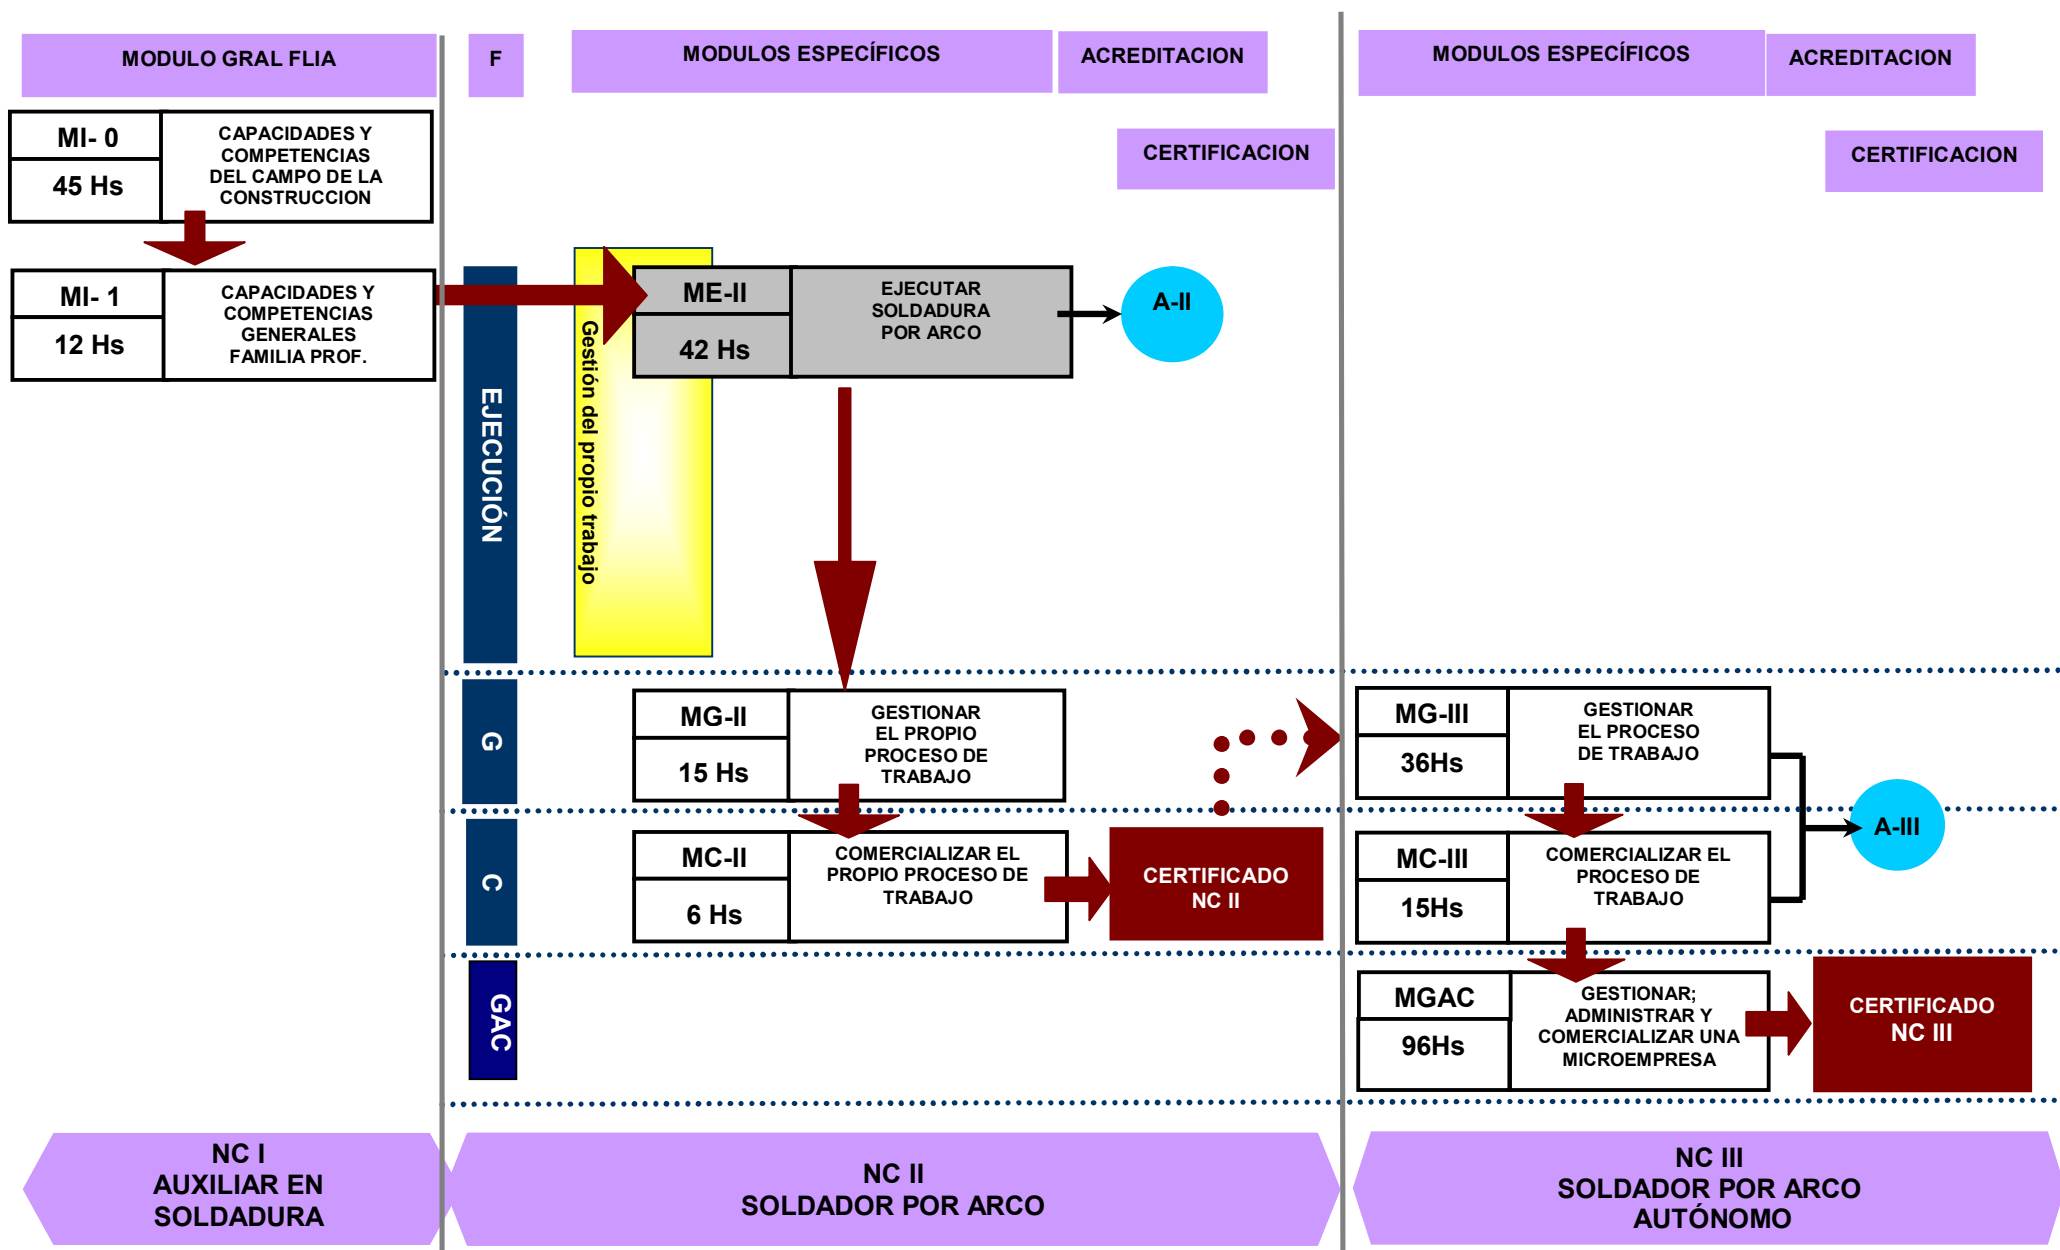 MODULO GRAL FLIA
F
MODULOS ESPECÍFICOS
ACREDITACION
MODULOS ESPECÍFICOS
ACREDITACION
CERTIFICACION
CERTIFICACION
MI- 0
45 Hs
CAPACIDADES Y
COMPETENCIAS
DEL CAMPO DE LA
CONSTRUCCION
MI- 1
12 Hs
CAPACIDADES Y
COMPETENCIAS
GENERALES
FAMILIA PROF.
EJECUCIÓN
Gestión del propio trabajo
ME-II
42 Hs
EJECUTAR
SOLDADURA
POR ARCO
A-II
G
MG-II
15 Hs
GESTIONAR
EL PROPIO
PROCESO DE
TRABAJO
MG-III
36Hs
GESTIONAR
EL PROCESO
DE TRABAJO
C
MC-II
6 Hs
COMERCIALIZAR EL
PROPIO PROCESO DE
TRABAJO
CERTIFICADO
NC II
MC-III
15Hs
COMERCIALIZAR EL
PROCESO DE
TRABAJO
A-III
GAC
MGAC
96Hs
GESTIONAR;
ADMINISTRAR Y
COMERCIALIZAR UNA
MICROEMPRESA
CERTIFICADO
NC III
NC I
AUXILIAR EN
SOLDADURA
NC II
SOLDADOR POR ARCO
NC III
SOLDADOR POR ARCO
AUTÓNOMO